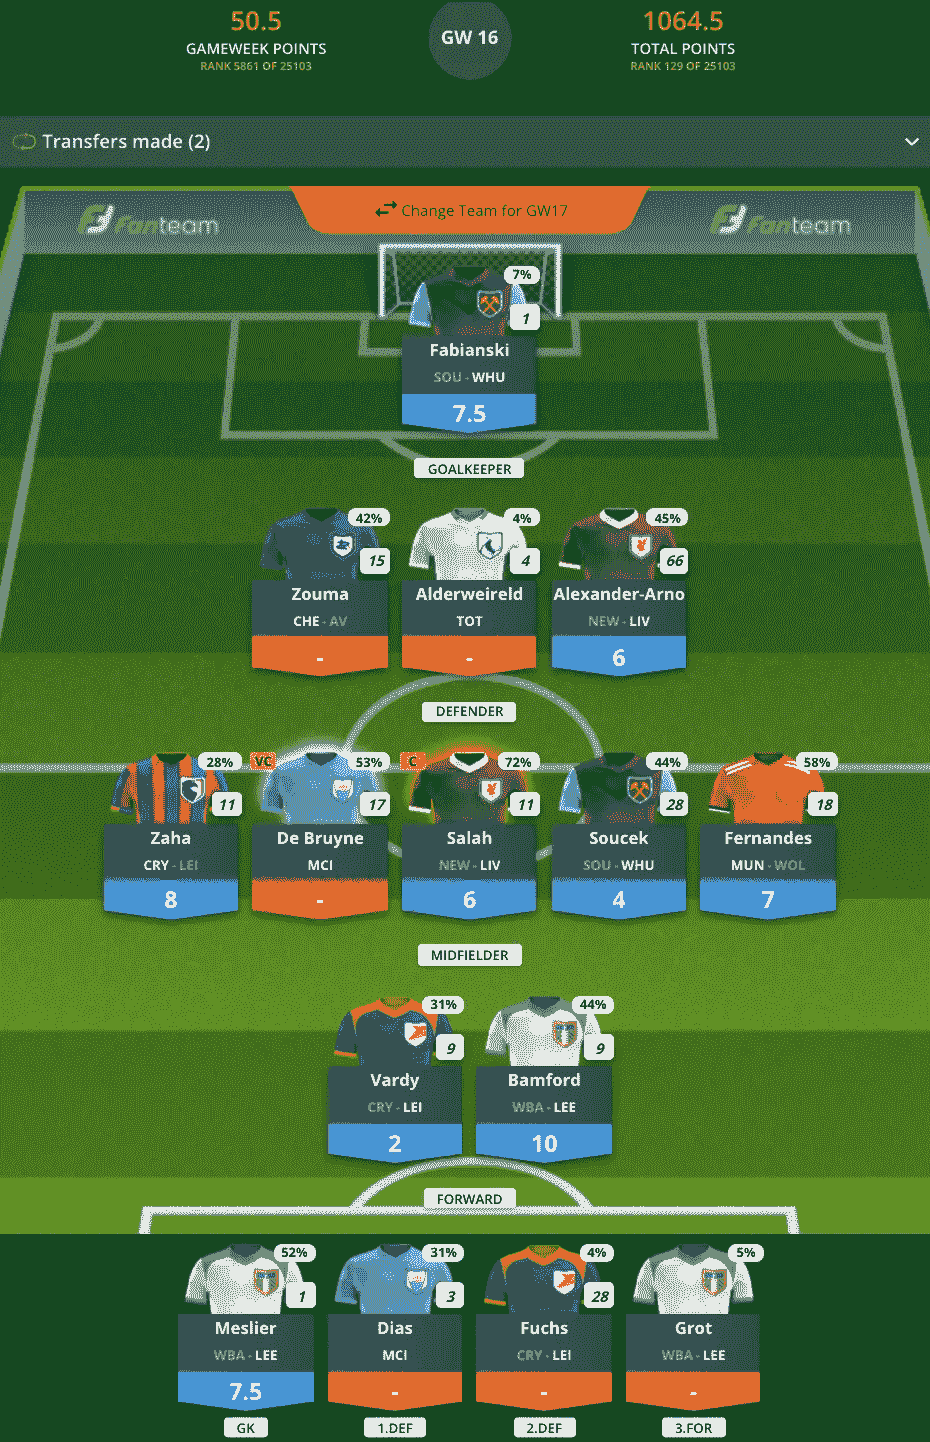 50.5
GAMEWEEK POINTS
RANK 5861 OF 25103
GW 16
1064.5
TOTAL POINTS
RANK 129 OF 25103
Transfers made (2)
Change Team for GW17
Fanteam
Fanteam
7%
1
Fabianski
SOU - WHU
7.5
GOALKEEPER
42%
15
Zouma
CHE - AV
-
4%
4
Alderweireld
TOT
-
45%
66
Alexander-Arno
NEW - LIV
6
DEFENDER
28%
11
Zaha
CRY - LEI
8
VC
53%
17
De Bruyne
MCI
-
C
72%
11
Salah
NEW - LIV
6
44%
28
Soucek
SOU - WHU
4
58%
18
Fernandes
MUN - WOL
7
MIDFIELDER
31%
9
Vardy
CRY - LEI
2
44%
9
Bamford
WBA - LEE
10
FORWARD
52%
1
Meslier
WBA - LEE
7.5
GK
31%
3
Dias
MCI
-
1.DEF
4%
28
Fuchs
CRY - LEI
-
2.DEF
5%
9
Grot
WBA - LEE
-
3.FOR